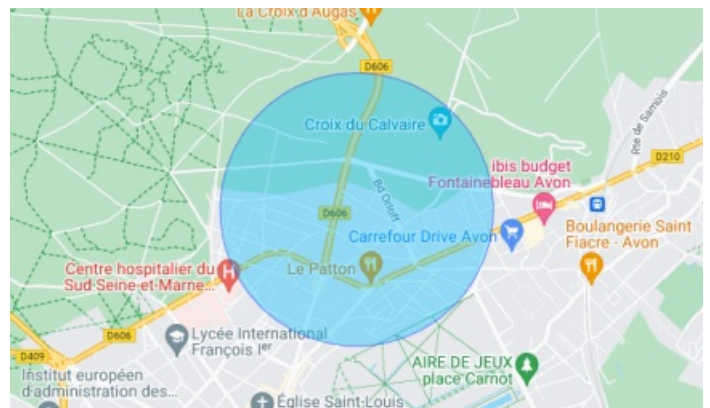 La Croix d'Augas
D606
Croix du Calvaire
Rte de Samois
D210
ibis budget
Fontainebleau Avon
Bd Orloff
D606
Carrefour Drive Avon
Boulangerie Saint
Fiacre - Avon
Centre hospitalier du
Sud Seine et Marne...
Le Patton
D606
Lycée International
François Ier
D409
Institut européen
d'administration des...
AIRE DE JEUX
place Carnot
Église Saint-Louis